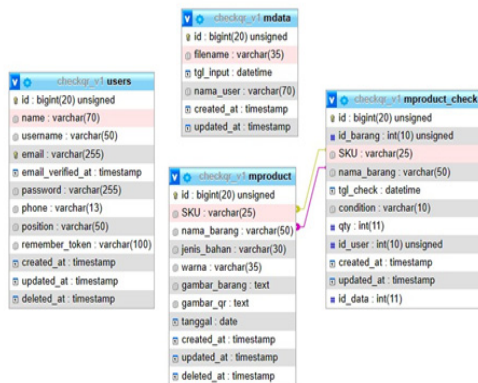 checkqr_v1 users
id : bigint(20) unsigned
name : varchar(70)
username : varchar(50)
email : varchar(255)
email_verified_at : timestamp
password : varchar(255)
phone : varchar(13)
position : varchar(50)
remember_token : varchar(100)
created_at : timestamp
updated_at : timestamp
deleted_at : timestamp
checkqr_v1 mdata
id : bigint(20) unsigned
filename : varchar(35)
tgl_input : datetime
nama_user : varchar(70)
created_at : timestamp
updated_at : timestamp
checkqr_v1 mproduct
id : bigint(20) unsigned
SKU : varchar(25)
nama_barang : varchar(50)
jenis_bahan : varchar(30)
warna : varchar(35)
gambar_barang : text
gambar_qr : text
tanggal : date
created_at : timestamp
updated_at : timestamp
deleted_at : timestamp
checkqr_v1 mproduct_check
id : bigint(20) unsigned
id_barang : int(10) unsigned
SKU : varchar(25)
nama_barang : varchar(50)
tgl_check : datetime
condition : varchar(10)
qty : int(11)
id_user : int(10) unsigned
created_at : timestamp
updated_at : timestamp
id_data : int(11)